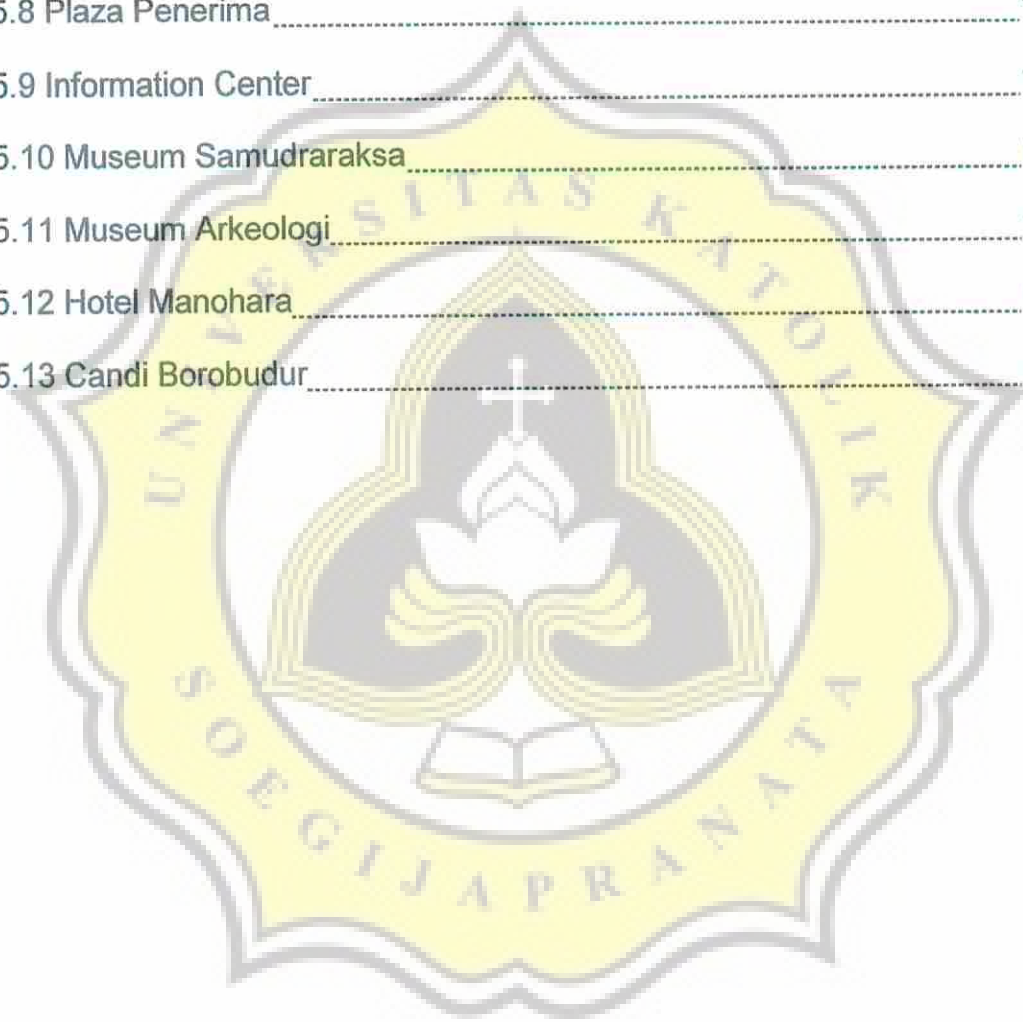 5.8 Plaza Penerima
5.9 Information Center
5.10 Museum Samudraraksa
5.11 Museum Arkeologi
5.12 Hotel Manohara
5.13 Candi Borobudur
UNIVERSITAS KATOLIK
SOEGIJAPRANATA